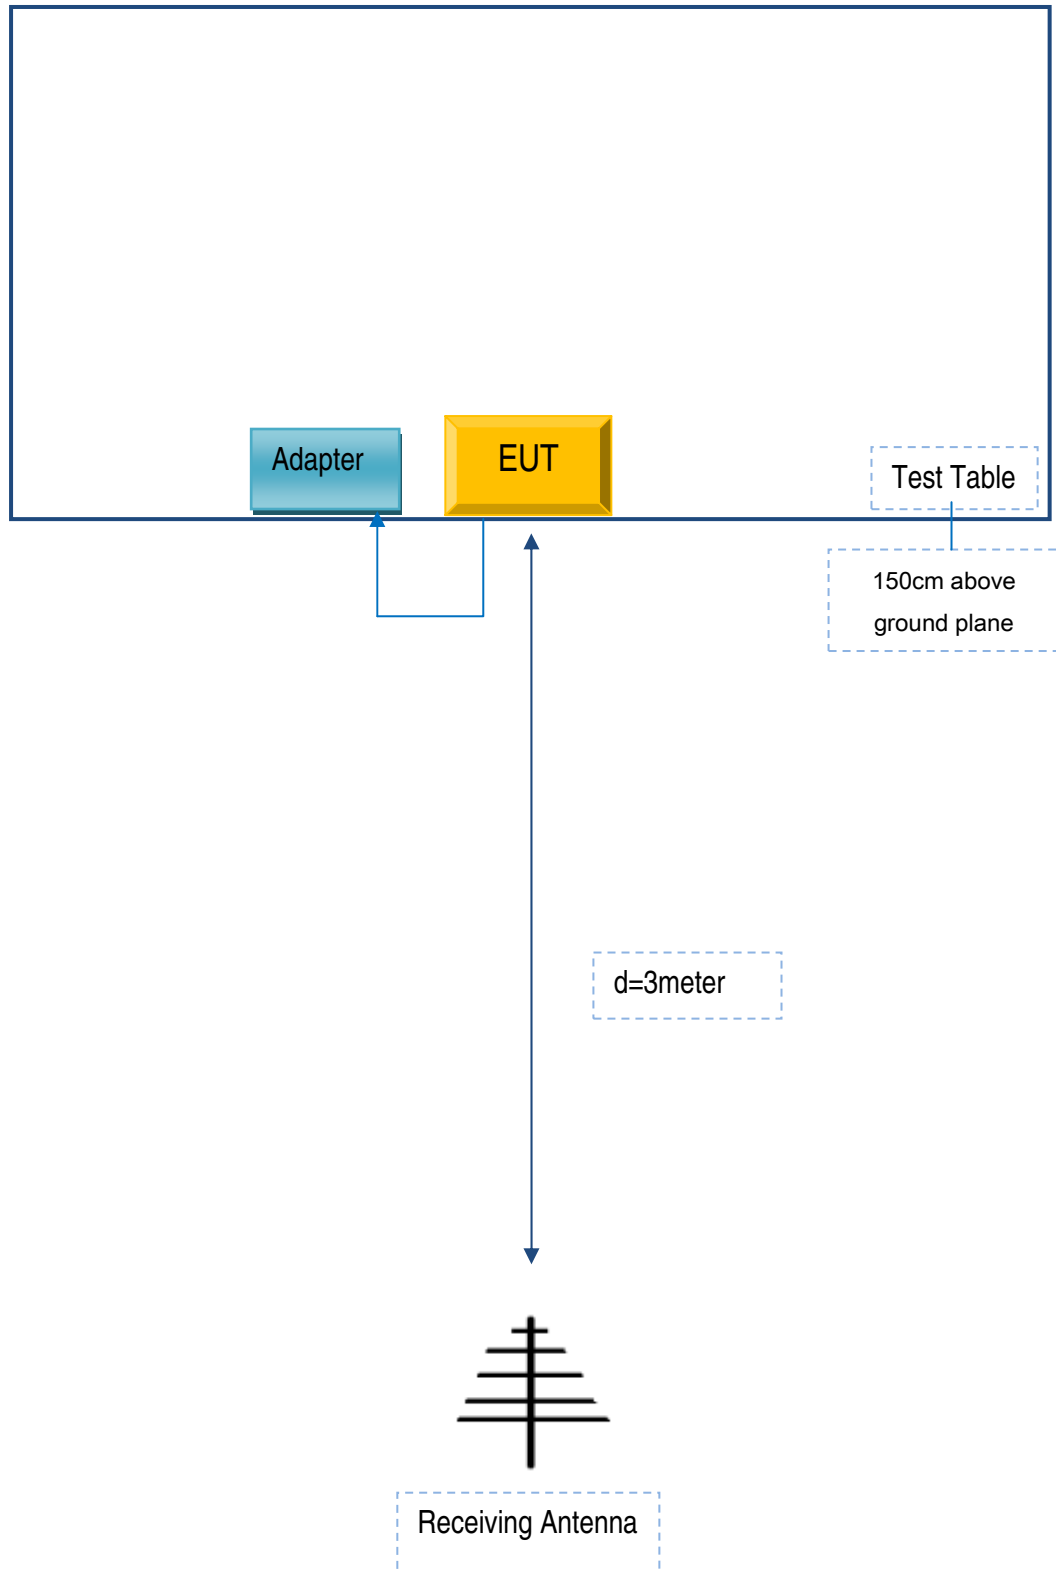 Adapter
EUT
Test Table
150cm above
ground plane
d=3meter
Receiving Antenna